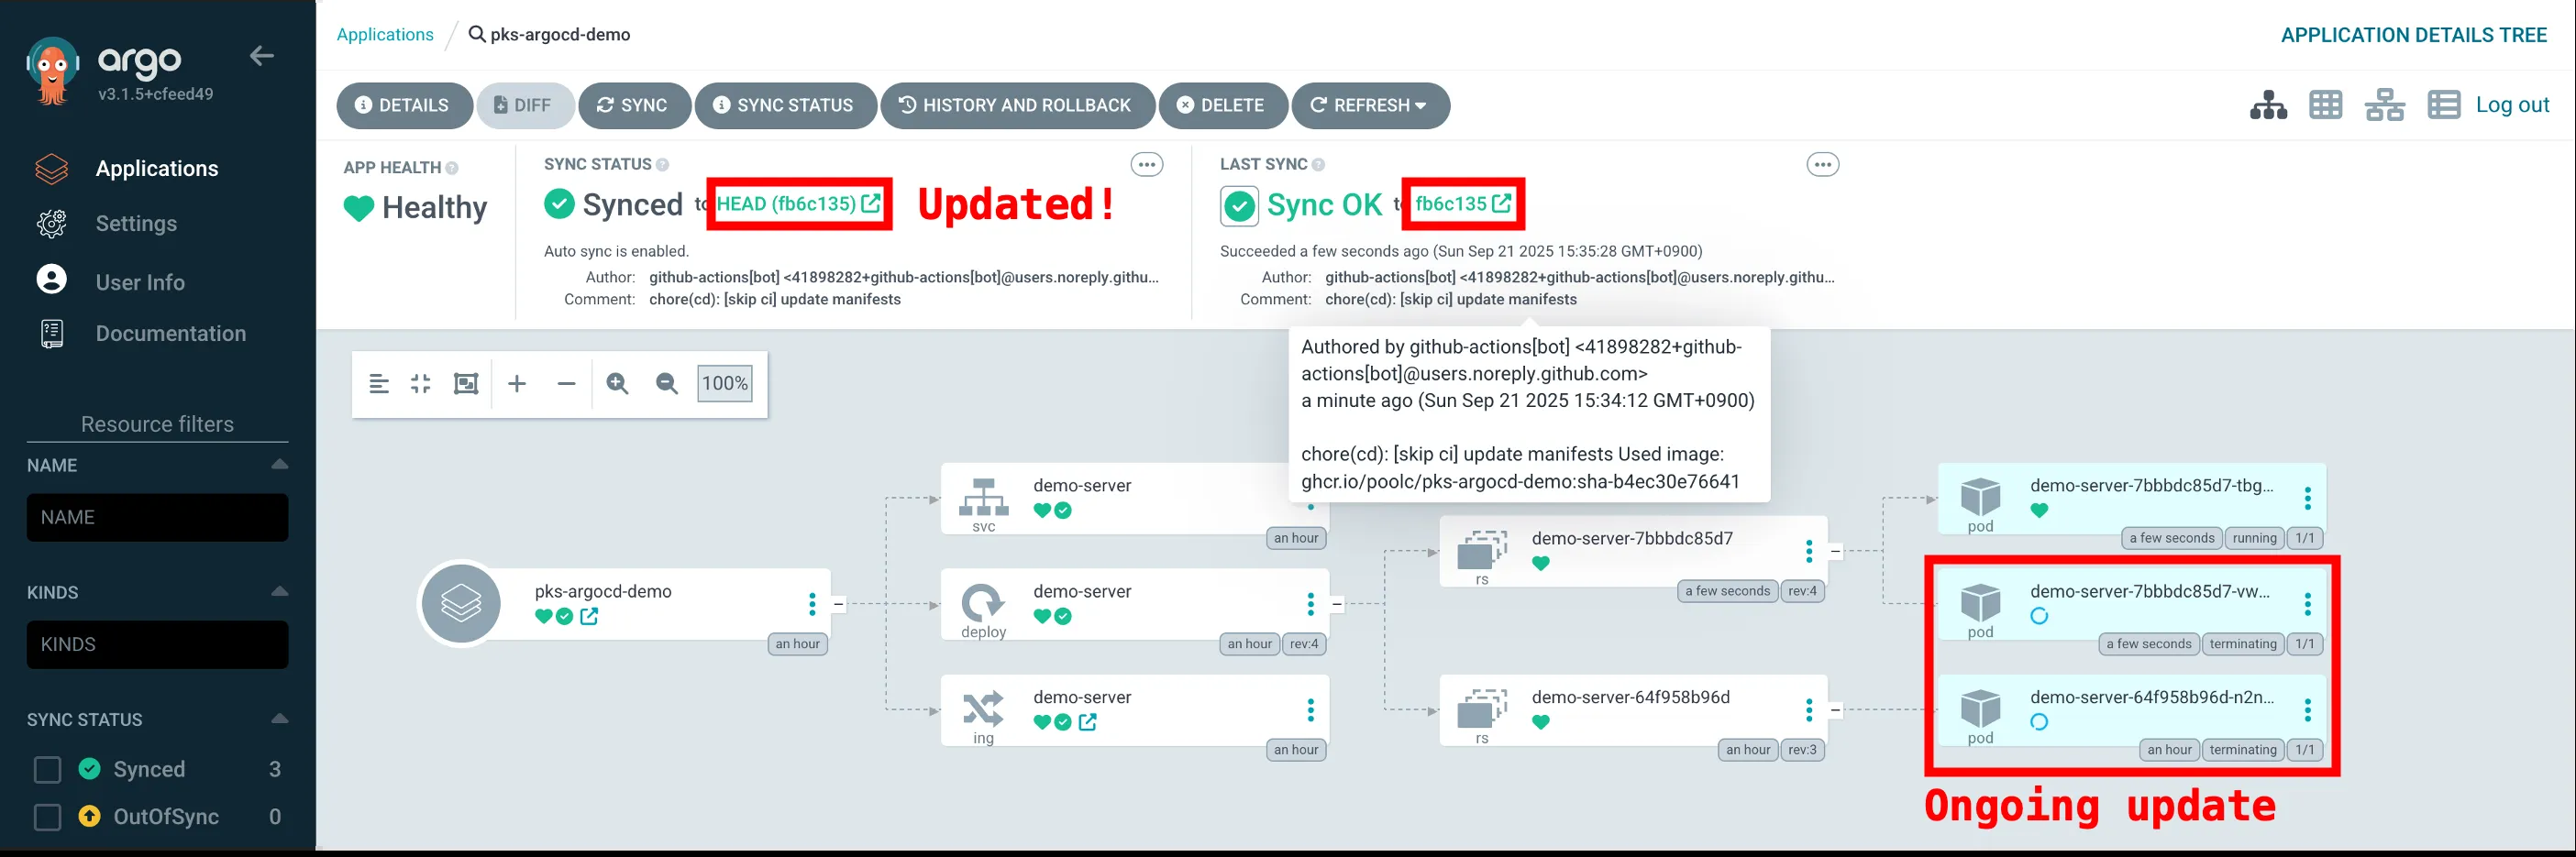 argo
v3.1.5+cfeed49
Applications
Settings
User Info
Documentation
Resource filters
NAME
NAME
KINDS
KINDS
SYNC STATUS
Synced 3
OutOfSync 0
Applications / pks-argocd-demo
APPLICATION DETAILS TREE
DETAILS DIFF SYNC SYNC STATUS HISTORY AND ROLLBACK DELETE REFRESH
Log out
APP HEALTH
Healthy
SYNC STATUS
Synced to HEAD (fb6c135) Updated!
Auto sync is enabled.
Author: github-actions[bot] <41898282+github-actions[bot]@users.noreply.githu...
Comment: chore(cd): [skip ci] update manifests
LAST SYNC
Sync OK to fb6c135
Succeeded a few seconds ago (Sun Sep 21 2025 15:35:28 GMT+0900)
Author: github-actions[bot] <41898282+github-actions[bot]@users.noreply.githu...
Comment: chore(cd): [skip ci] update manifests
Authored by github-actions[bot] <41898282+github-
actions[bot]@users.noreply.github.com>
a minute ago (Sun Sep 21 2025 15:34:12 GMT+0900)
chore(cd): [skip ci] update manifests Used image:
ghcr.io/poolc/pks-argocd-demo:sha-b4ec30e76641
100%
pks-argocd-demo
an hour
demo-server
svc
an hour
demo-server
deploy
an hour rev:4
demo-server
ing
an hour
demo-server-7bbbdc85d7
rs
a few seconds rev:4
demo-server-64f958b96d
rs
an hour rev:3
demo-server-7bbbdc85d7-tbg...
pod
a few seconds running 1/1
demo-server-7bbbdc85d7-vw...
pod
a few seconds terminating 1/1
demo-server-64f958b96d-n2n...
pod
an hour terminating 1/1
Ongoing update